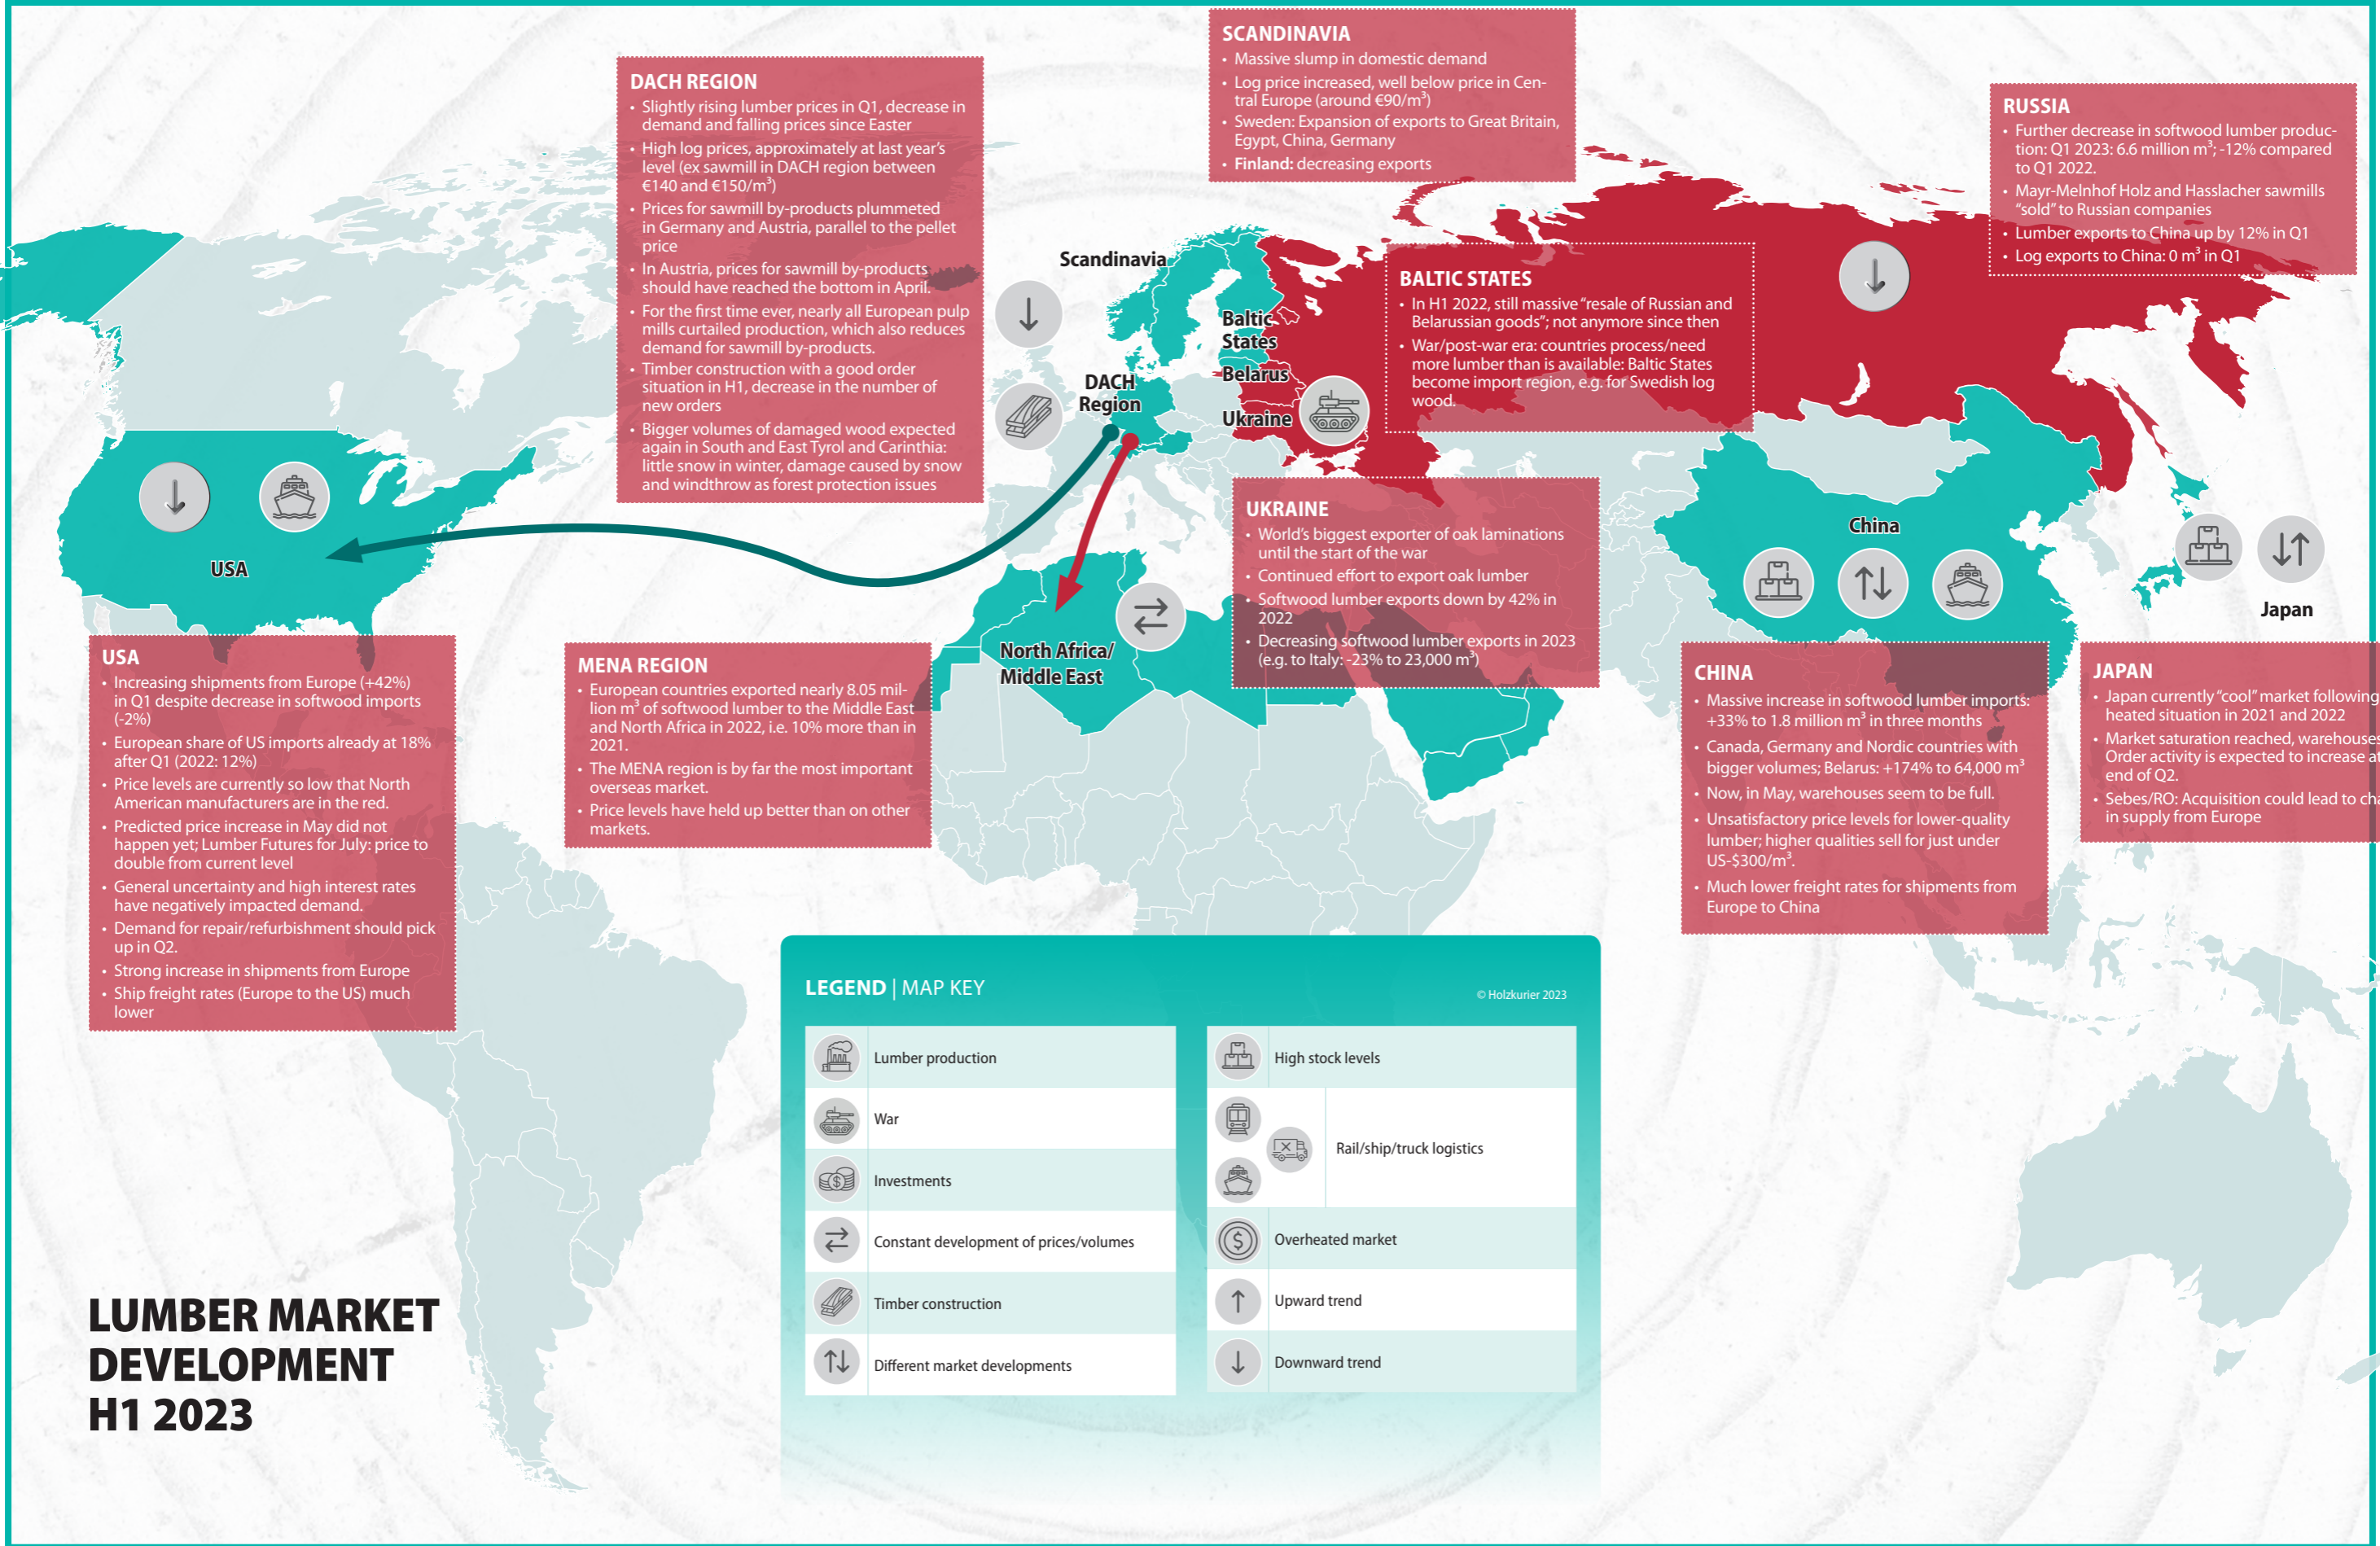 SCANDINAVIA
• Massive slump in domestic demand
• Log price increased, well below price in Cen-
tral Europe (around €90/m³)
• Sweden: Expansion of exports to Great Britain,
Egypt, China, Germany
• Finland: decreasing exports
DACH REGION
• Slightly rising lumber prices in Q1, decrease in
demand and falling prices since Easter
• High log prices, approximately at last year's
level (ex sawmill in DACH region between
€140 and €150/m³)
• Prices for sawmill by-products plummeted
in Germany and Austria, parallel to the pellet
price
• In Austria, prices for sawmill by-products
should have reached the bottom in April.
• For the first time ever, nearly all European pulp
mills curtailed production, which also reduces
demand for sawmill by-products.
• Timber construction with a good order
situation in H1, decrease in the number of
new orders
• Bigger volumes of damaged wood expected
again in South and East Tyrol and Carinthia:
little snow in winter, damage caused by snow
and windthrow as forest protection issues
RUSSIA
• Further decrease in softwood lumber produc-
tion: Q1 2023: 6.6 million m³; -12% compared
to Q1 2022.
• Mayr-Melnhof Holz and Hasslacher sawmills
“sold” to Russian companies
• Lumber exports to China up by 12% in Q1
• Log exports to China: 0 m³ in Q1
BALTIC STATES
• In H1 2022, still massive “resale of Russian and
Belarussian goods”; not anymore since then
• War/post-war era: countries process/need
more lumber than is available: Baltic States
become import region, e.g. for Swedish log
wood.
Scandinavia
Baltic
States
Belarus
DACH
Region
Ukraine
UKRAINE
• World's biggest exporter of oak laminations
until the start of the war
• Continued effort to export oak lumber
• Softwood lumber exports down by 42% in
2022
• Decreasing softwood lumber exports in 2023
(e.g. to Italy: -23% to 23,000 m³)
USA
China
Japan
North Africa/
Middle East
USA
• Increasing shipments from Europe (+42%)
in Q1 despite decrease in softwood imports
(-2%)
• European share of US imports already at 18%
after Q1 (2022: 12%)
• Price levels are currently so low that North
American manufacturers are in the red.
• Predicted price increase in May did not
happen yet; Lumber Futures for July: price to
double from current level
• General uncertainty and high interest rates
have negatively impacted demand.
• Demand for repair/refurbishment should pick
up in Q2.
• Strong increase in shipments from Europe
• Ship freight rates (Europe to the US) much
lower
MENA REGION
• European countries exported nearly 8.05 mil-
lion m³ of softwood lumber to the Middle East
and North Africa in 2022, i.e. 10% more than in
2021.
• The MENA region is by far the most important
overseas market.
• Price levels have held up better than on other
markets.
CHINA
• Massive increase in softwood lumber imports:
+33% to 1.8 million m³ in three months
• Canada, Germany and Nordic countries with
bigger volumes; Belarus: +174% to 64,000 m³
• Now, in May, warehouses seem to be full.
• Unsatisfactory price levels for lower-quality
lumber; higher qualities sell for just under
US-$300/m³.
• Much lower freight rates for shipments from
Europe to China
JAPAN
• Japan currently “cool” market following
heated situation in 2021 and 2022
• Market saturation reached, warehouses
Order activity is expected to increase at
end of Q2.
• Sebes/RO: Acquisition could lead to
in supply from Europe
LEGEND | MAP KEY
© Holzkurier 2023
Lumber production
War
Investments
Constant development of prices/volumes
Timber construction
Different market developments
High stock levels
Rail/ship/truck logistics
Overheated market
Upward trend
Downward trend
LUMBER MARKET
DEVELOPMENT
H1 2023